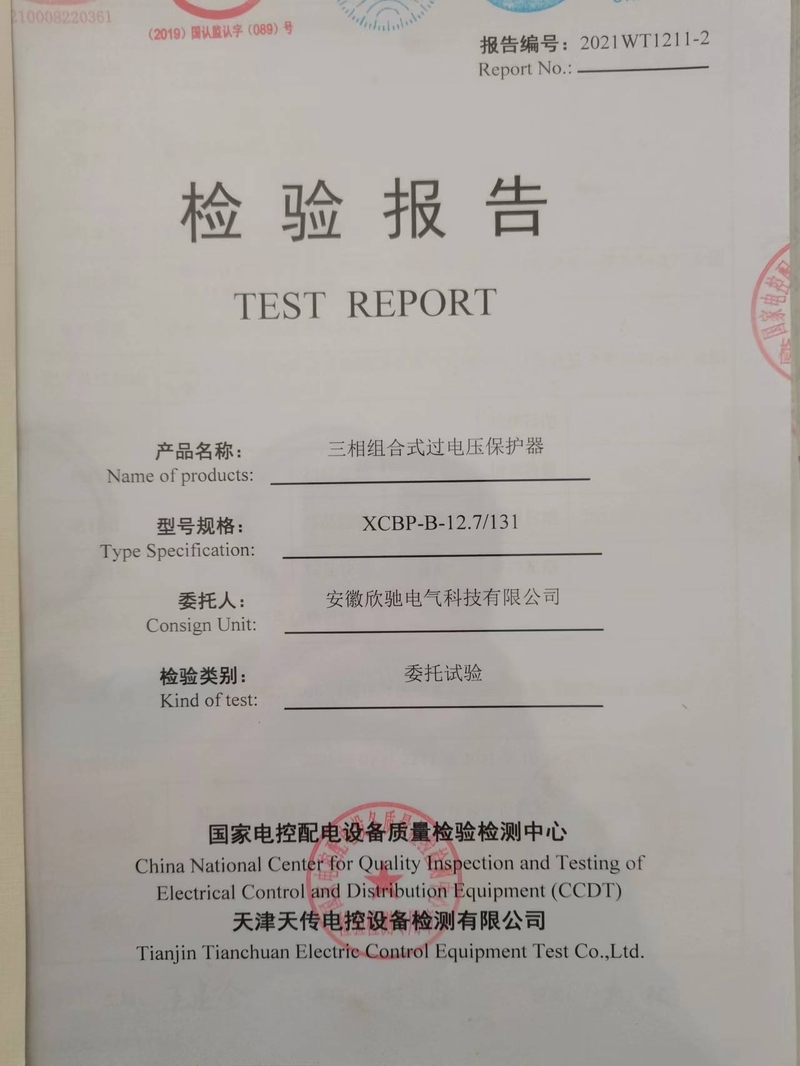 210008220361
（2019）国认监认字（089）号
报告编号：2021WT1211-2
Report No.:
检验报告
TEST REPORT
产品名称：三相组合式过电压保护器
Name of products:
型号规格：XCBP-B-12.7/131
Type Specification:
委托人：安徽欣驰电气科技有限公司
Consign Unit:
检验类别：委托试验
Kind of test:
国家电控配电设备质量检验检测中心
China National Center for Quality Inspection and Testing of
Electrical Control and Distribution Equipment (CCDT)
天津天传电控设备检测有限公司
Tianjin Tianchuan Electric Control Equipment Test Co.,Ltd.
国家电控配